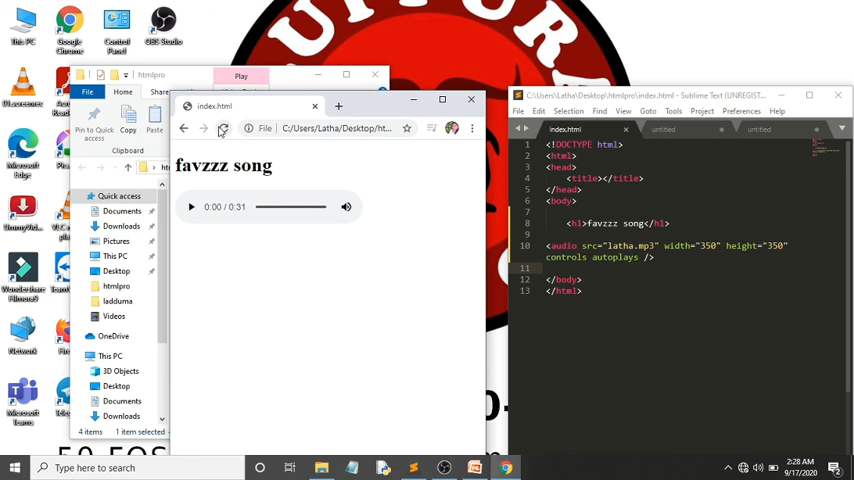 This PC
Google
Chrome
Control
Panel
OBS Studio
01.soreenec
Microsoft
Edge
UmmyVid...
Wondershare
Filmora9
Network
Microsoft
Teams
htmlpro
Play
File
Home
Share
Pin to Quick
access
Copy
Paste
Clipboard
Quick access
Documents
Downloads
Pictures
This PC
Desktop
htmlpro
ladduma
Videos
OneDrive
This PC
3D Objects
Desktop
Documents
Downloads
4 items
1 item selected
index.html
File
C:/Users/Latha/Desktop/ht...
favzzz song
0:00 / 0:31
C:\Users\Latha\Desktop\htmlpro\index.html - Sublime Text (UNREGIST...
File Edit Selection Find View Goto Tools Project Preferences Help
index.html
untitled
untitled
1 <!DOCTYPE html>
2 <html>
3 <head>
4 <title></title>
5 </head>
6 <body>
7
8 <h1>favzzz song</h1>
9
10 <audio src="latha.mp3" width="350" height="350"
controls autoplays />
11
12 </body>
13 </html>
Type here to search
2:28 AM
9/17/2020
2